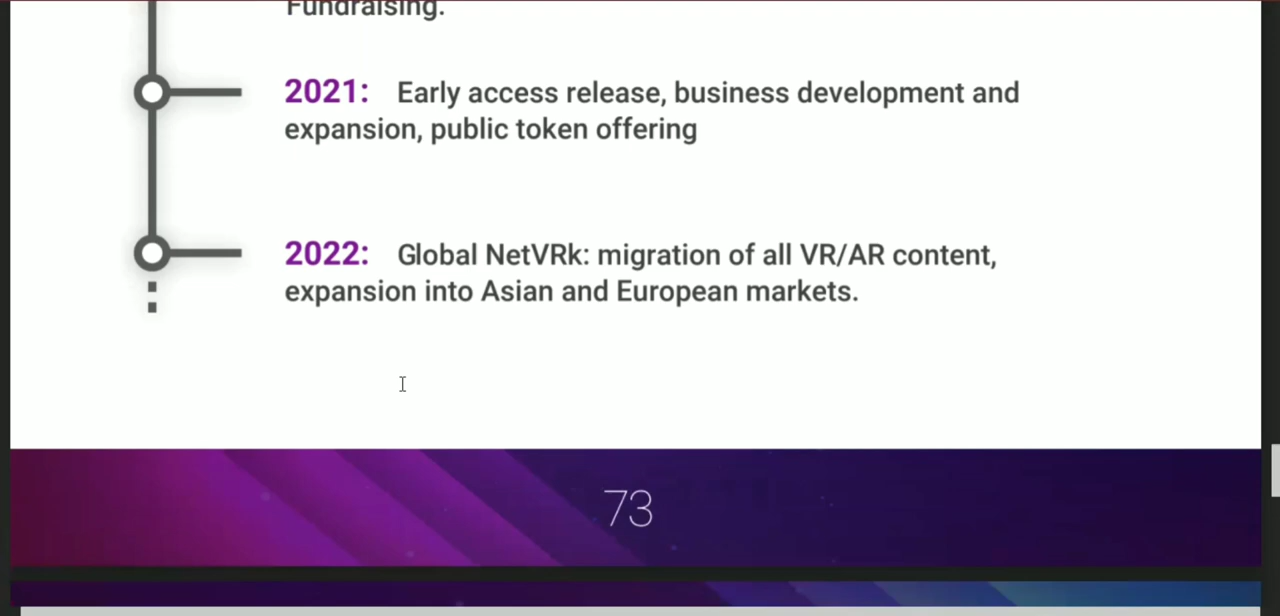 Fundraising.
2021: Early access release, business development and
expansion, public token offering
2022: Global NetVRk: migration of all VR/AR content,
expansion into Asian and European markets.
73